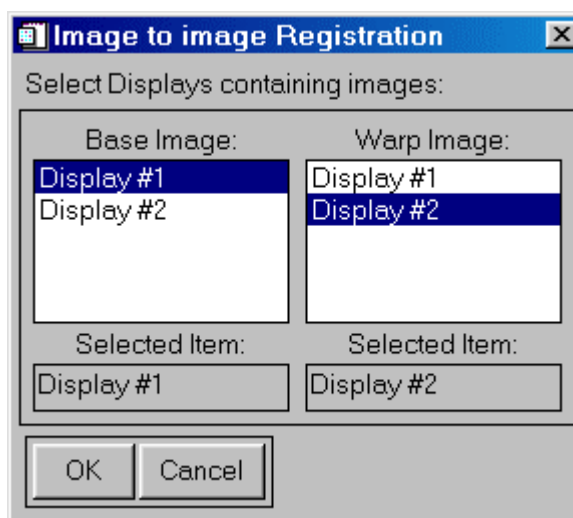 Image to image Registration
Select Displays containing images:
Base Image: Warp Image:
Display #1 Display #1
Display #2 Display #2
Selected Item: Selected Item:
Display #1 Display #2
OK Cancel